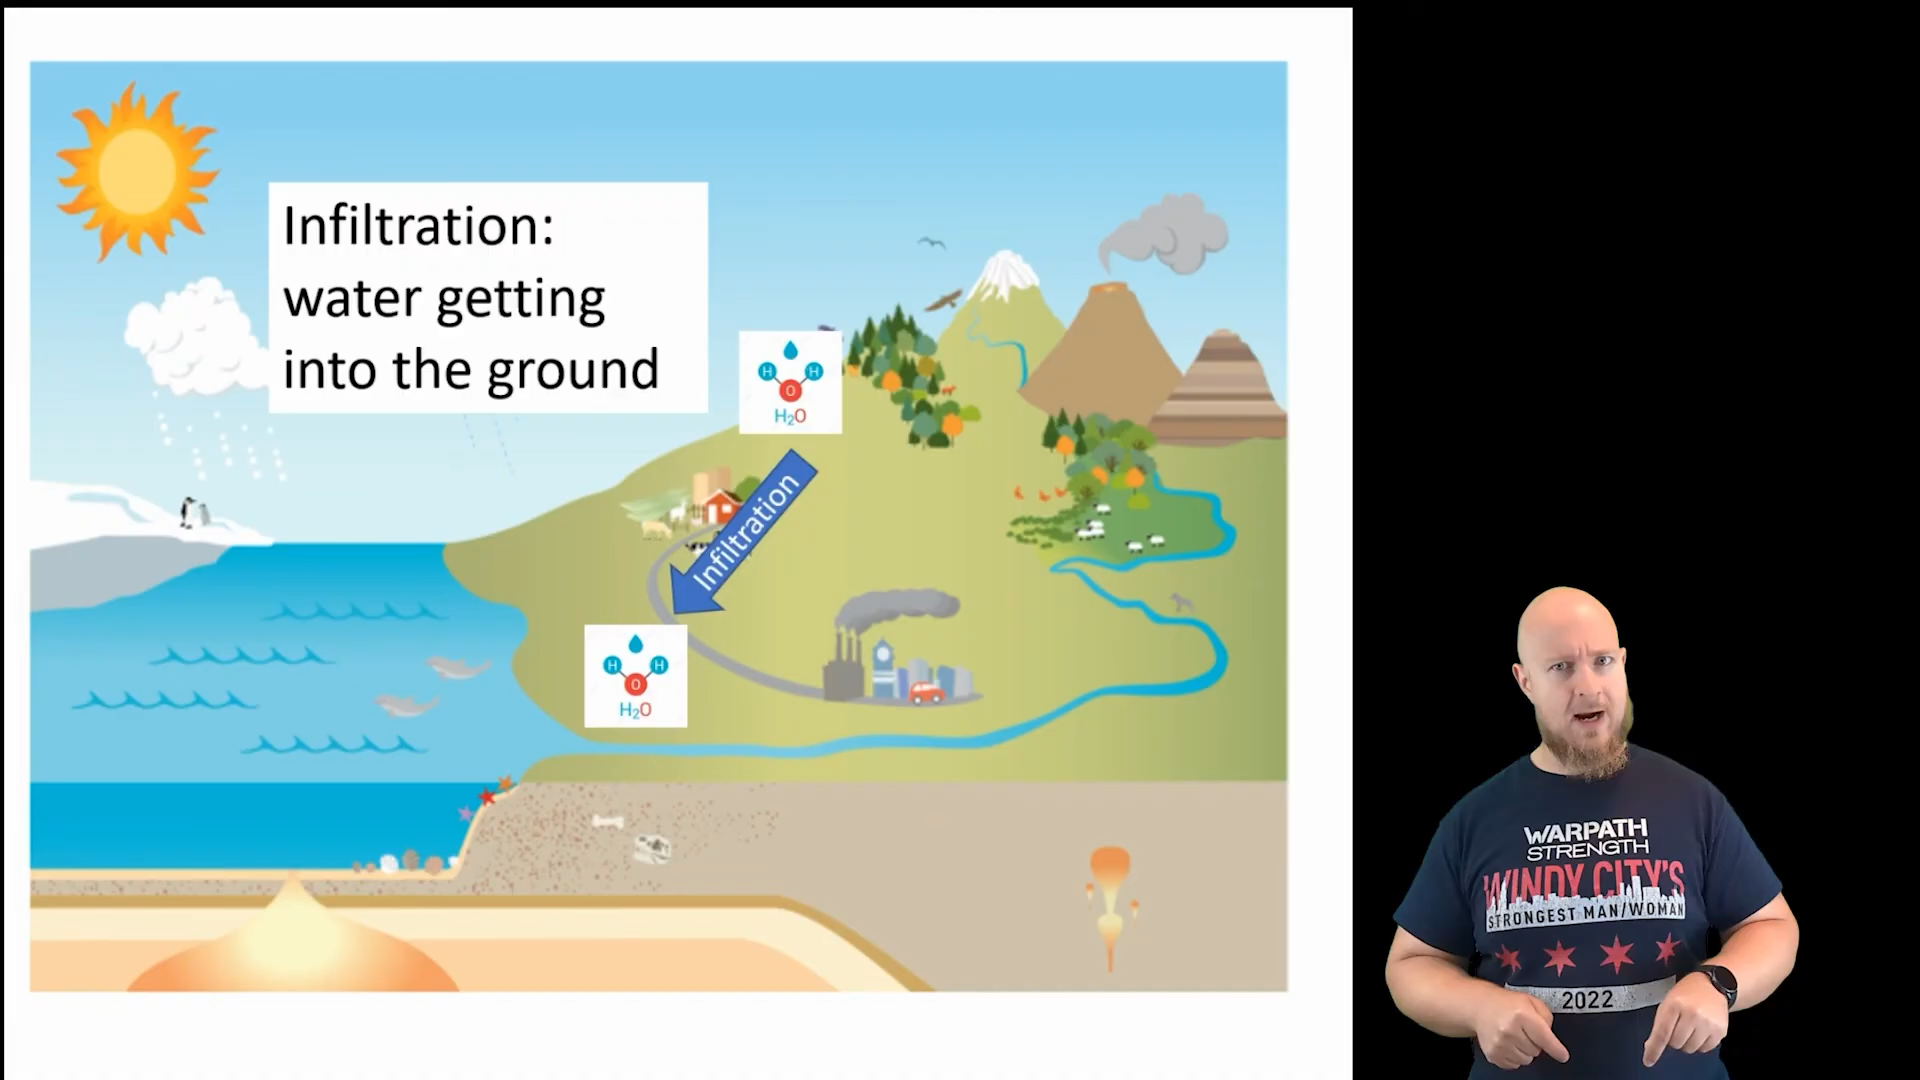 Infiltration:
water getting
into the ground
H H
O
H₂O
Infiltration
H H
O
H₂O
WARPATH
STRENGTH
WINDY CITY'S
STRONGEST MAN/WOMAN
2022